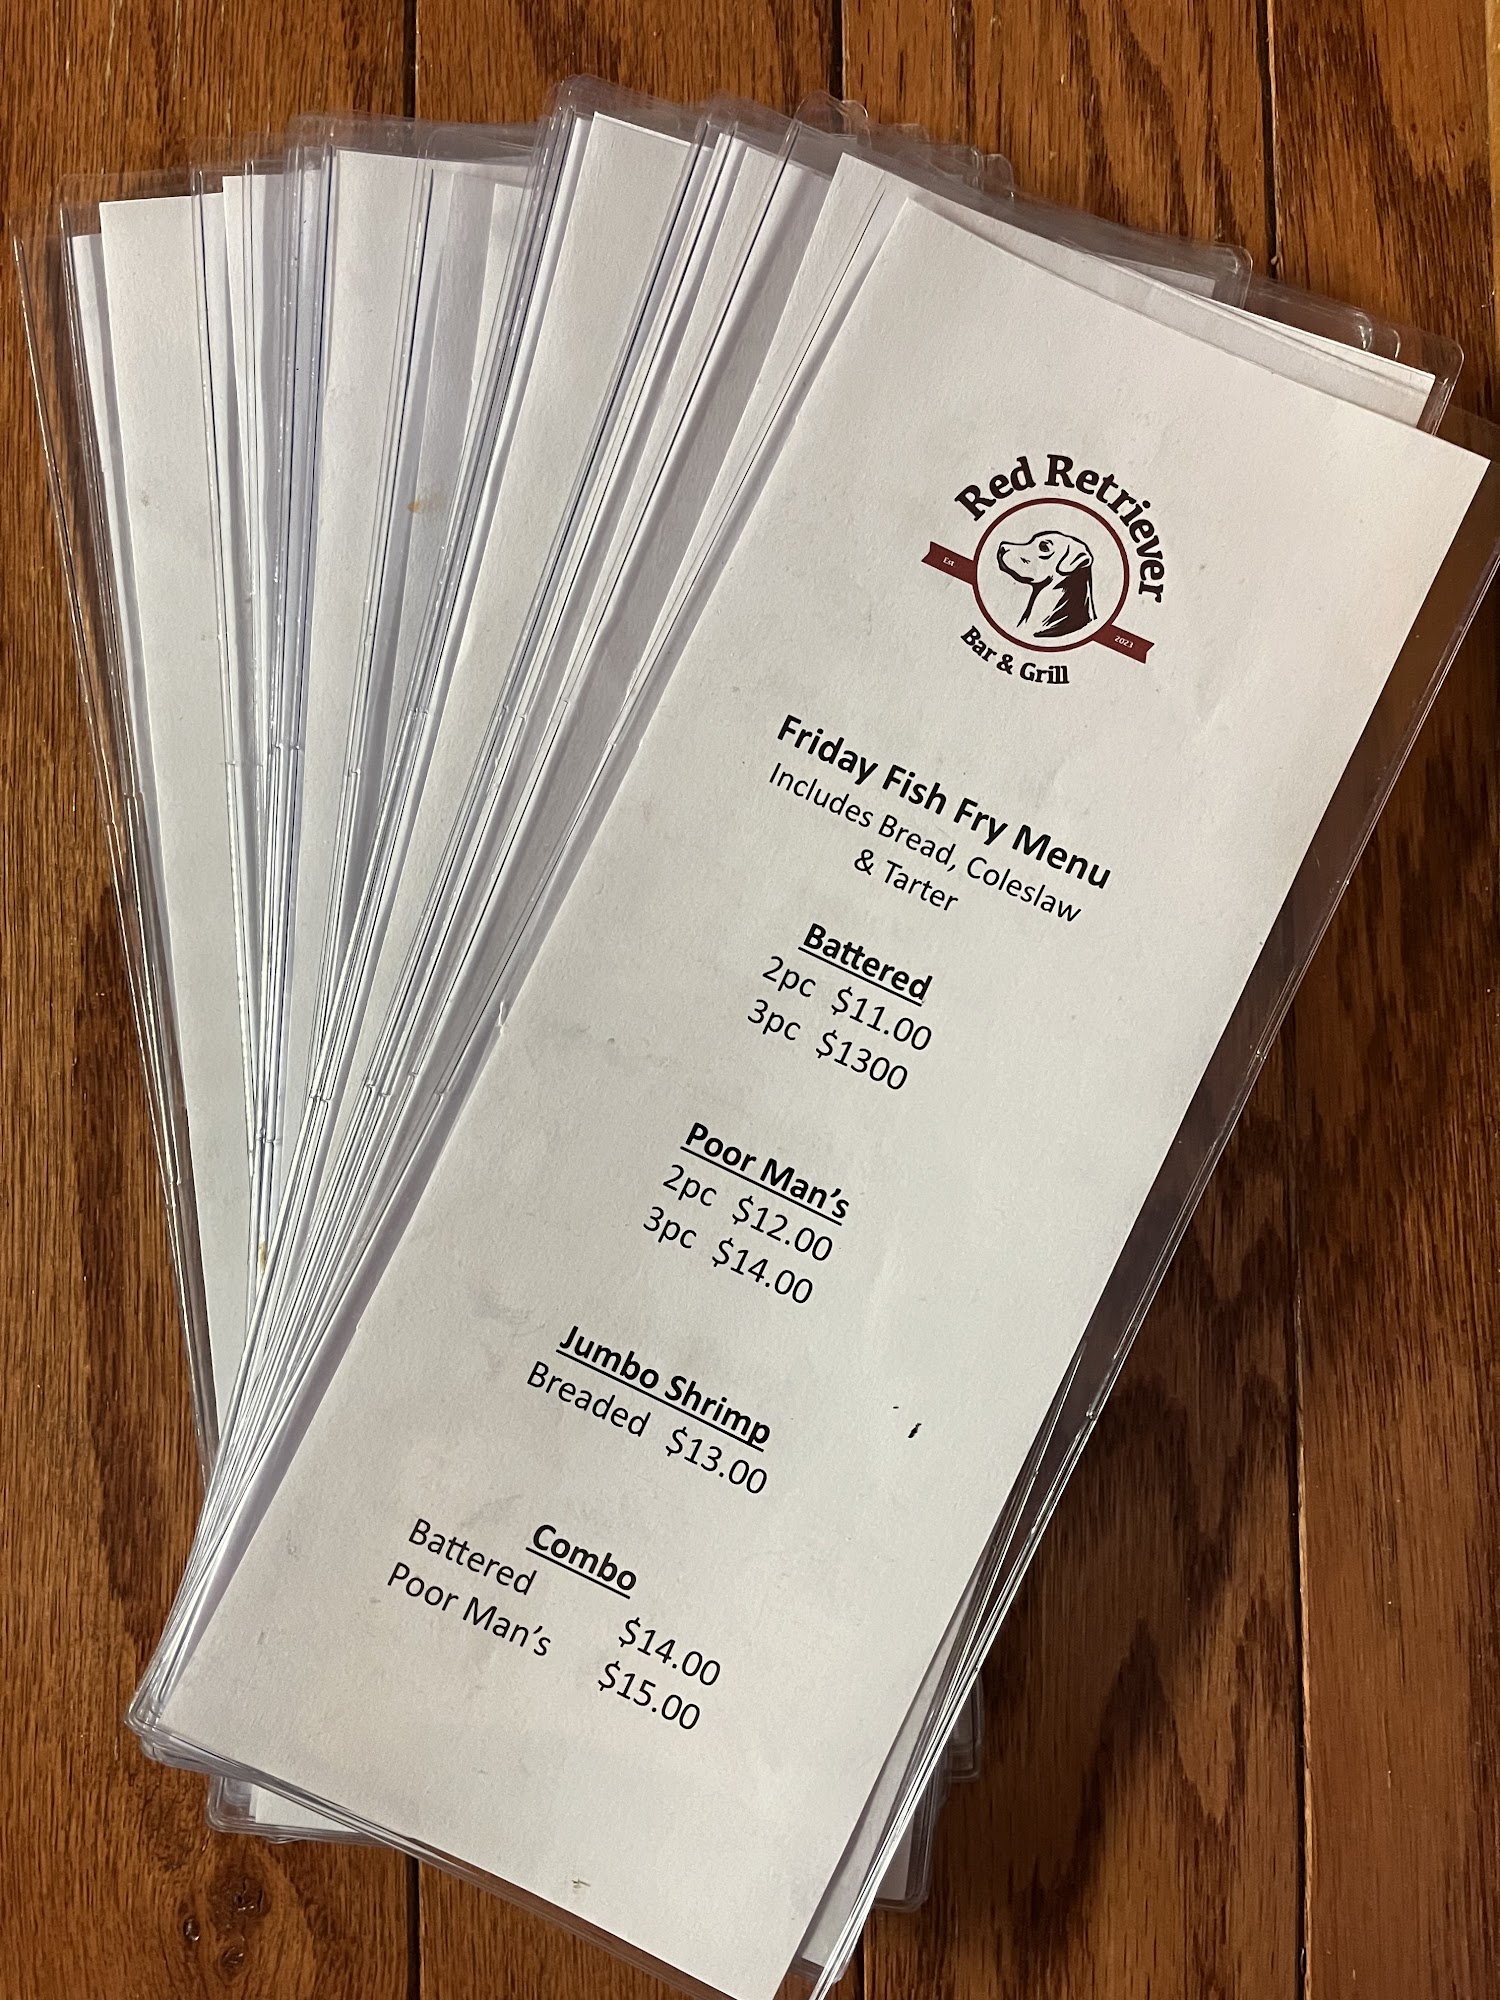 Red Retriever
Est
2023
Bar & Grill
Friday Fish Fry Menu
Includes Bread, Coleslaw
& Tarter
Battered
2pc $11.00
3pc $1300
Poor Man's
2pc $12.00
3pc $14.00
Jumbo Shrimp
Breaded $13.00
Combo
Battered $14.00
Poor Man's $15.00